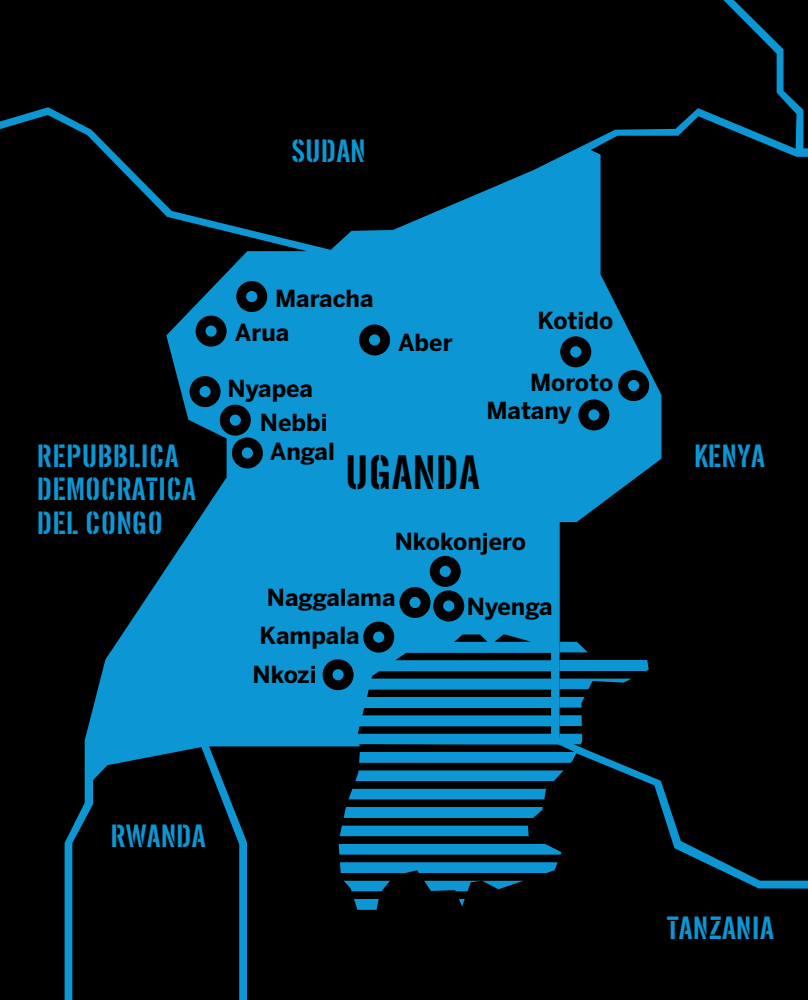 SUDAN
Maracha
Kotido
Arua
Aber
Moroto
Nyapea
Matany
Nebbi
Angal
UGANDA
REPUBBLICA
DEMOCRATICA
DEL CONGO
KENYA
Nkokonjero
Naggalama
Nyenga
Kampala
Nkozi
RWANDA
TANZANIA